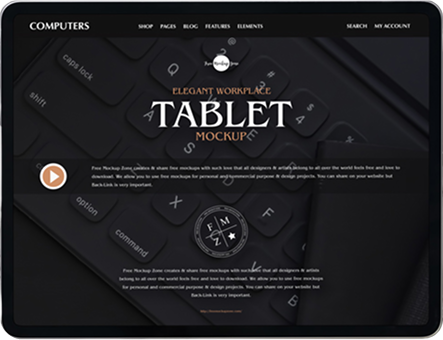 COMPUTERS
SHOP PAGES BLOG FEATURES ELEMENTS
SEARCH MY ACCOUNT
Free Mockup Zone
ELEGANT WORKPLACE
TABLET
MOCKUP
caps lock
shift
option
command
Free Mockup Zone creates & share free mockups with such love that all designers & artists belong to all over the world feels free and love to
download. We allow you to use free mockups for personal and commercial purpose & design projects. You can share on your website but
Back-Link is very important.
F M
Z
Free Mockup Zone creates & share free mockups with such love that all designers & artists
belong to all over the world feels free and love to download. We allow you to use free mockups
for personal and commercial purpose & design projects. You can share on your website but
Back-Link is very important.